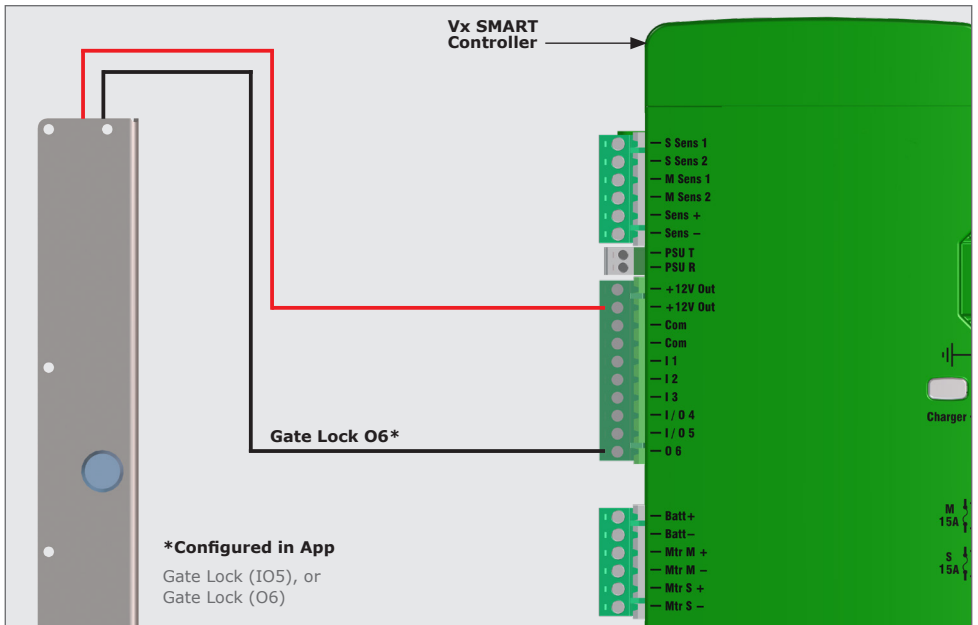 Vx SMART
Controller
S Sens 1
S Sens 2
M Sens 1
M Sens 2
Sens +
Sens –
PSU T
PSU R
+12V Out
+12V Out
Com
Com
I 1
I 2
I 3
I / O 4
I / O 5
O 6
Charger
Gate Lock O6*
Batt+
Batt–
Mtr M +
Mtr M –
Mtr S +
Mtr S –
M
15A
S
15A
*Configured in App
Gate Lock (IO5), or
Gate Lock (O6)